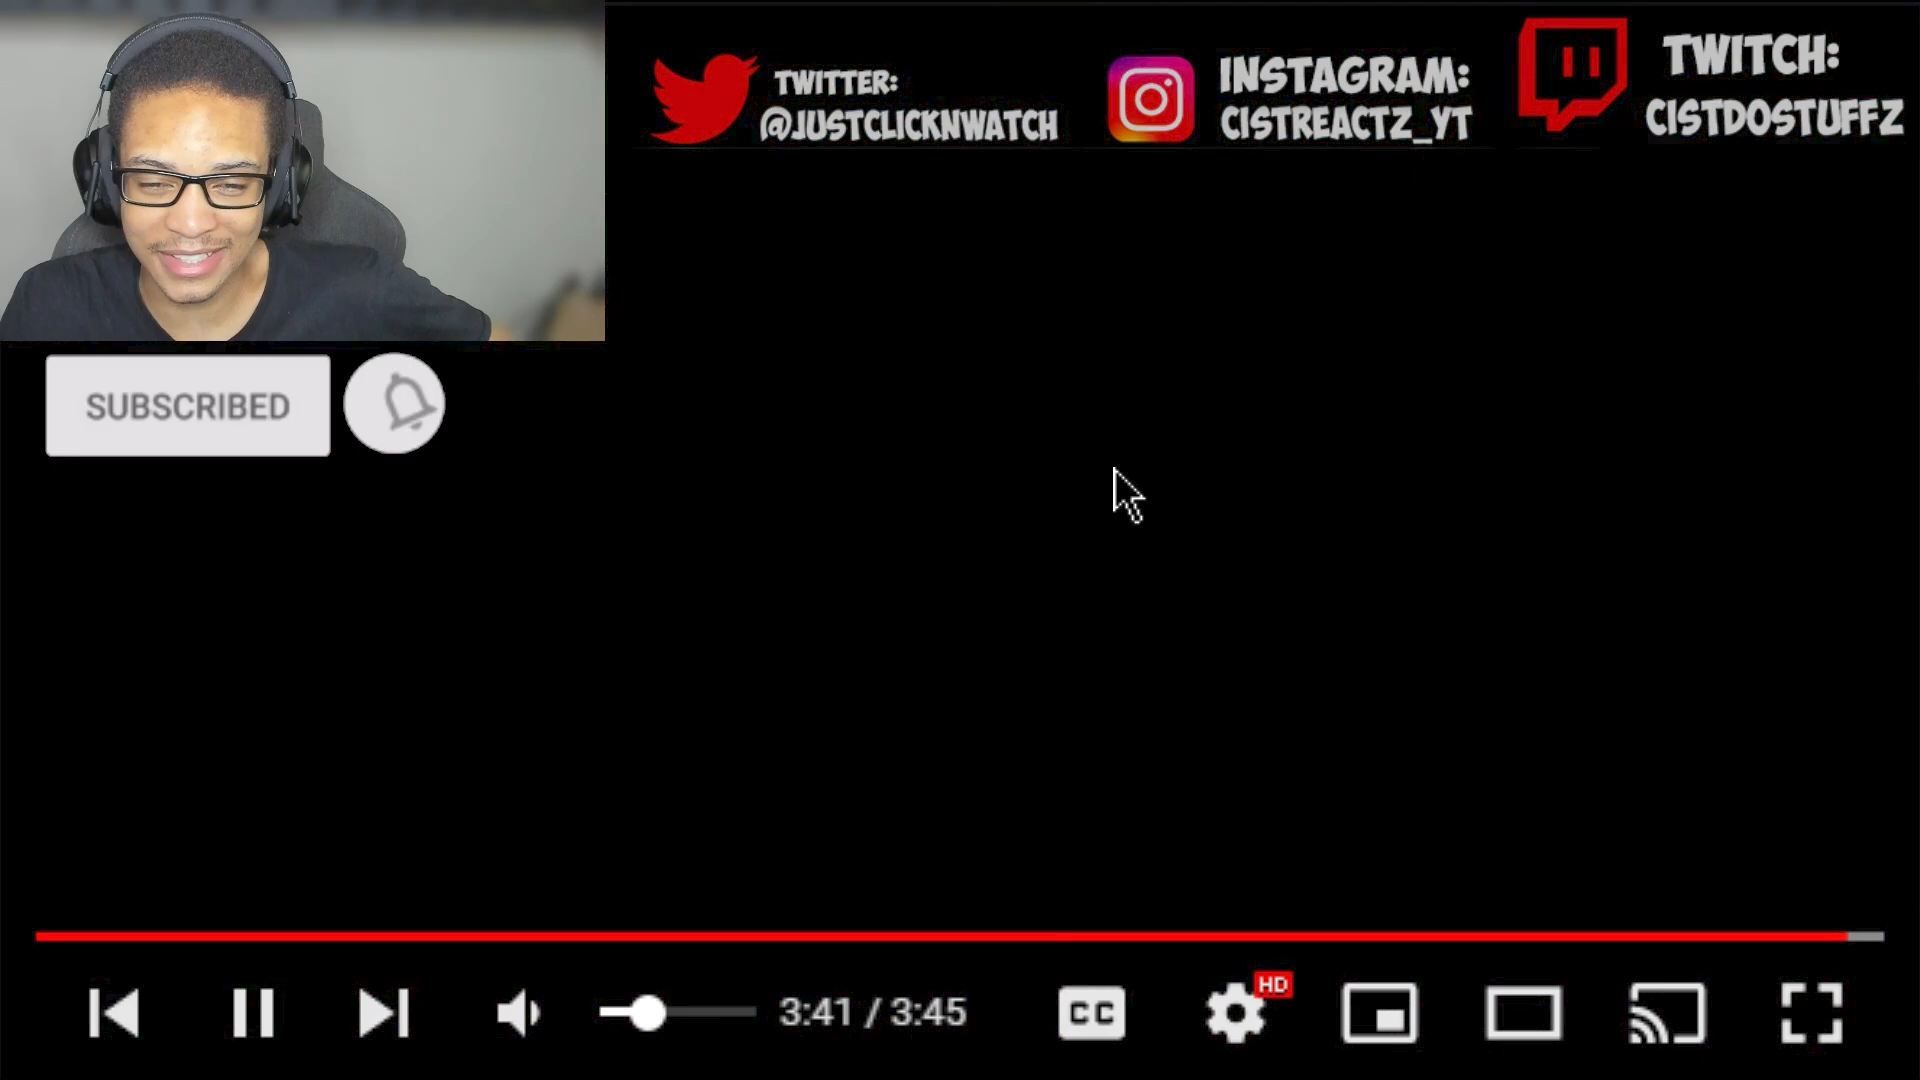 TWITTER:
@JUSTCLICKNWATCH
INSTAGRAM:
CISTREACTZ_YT
TWITCH:
CISTDOSTUFFZ
SUBSCRIBED
3:41 / 3:45
CC
HD